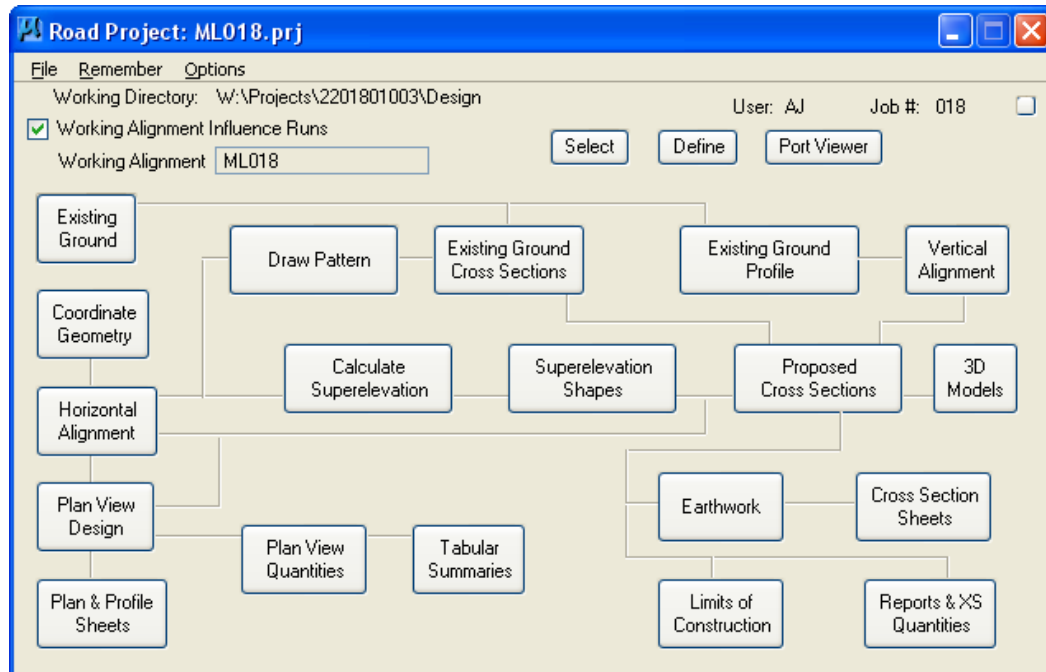 Road Project: ML018.prj
File Remember Options
Working Directory: W:\Projects\2201801003\Design
User: AJ Job #: 018
Working Alignment Influence Runs
Working Alignment ML018
Select Define Port Viewer
Existing
Ground
Draw Pattern
Existing Ground
Cross Sections
Existing Ground
Profile
Vertical
Alignment
Coordinate
Geometry
Calculate
Superelevation
Superelevation
Shapes
Proposed
Cross Sections
3D
Models
Horizontal
Alignment
Plan View
Design
Earthwork
Cross Section
Sheets
Plan View
Quantities
Tabular
Summaries
Plan & Profile
Sheets
Limits of
Construction
Reports & XS
Quantities